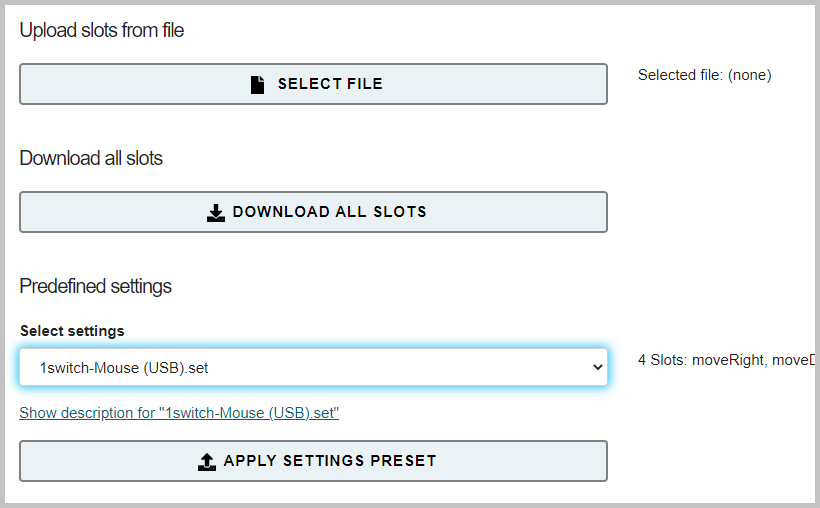 Upload slots from file
SELECT FILE
Selected file: (none)
Download all slots
DOWNLOAD ALL SLOTS
Predefined settings
Select settings
1switch-Mouse (USB).set
4 Slots: moveRight,
Show description for "1switch-Mouse (USB).set"
APPLY SETTINGS PRESET